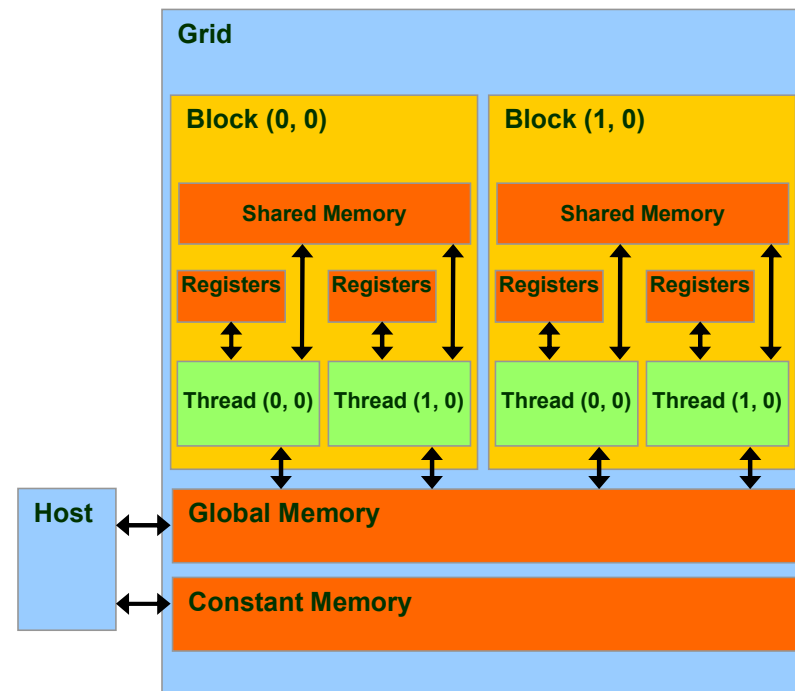 Grid
Block (0, 0)
Block (1, 0)
Shared Memory
Shared Memory
Registers
Registers
Registers
Registers
Thread (0, 0)
Thread (1, 0)
Thread (0, 0)
Thread (1, 0)
Host
Global Memory
Constant Memory